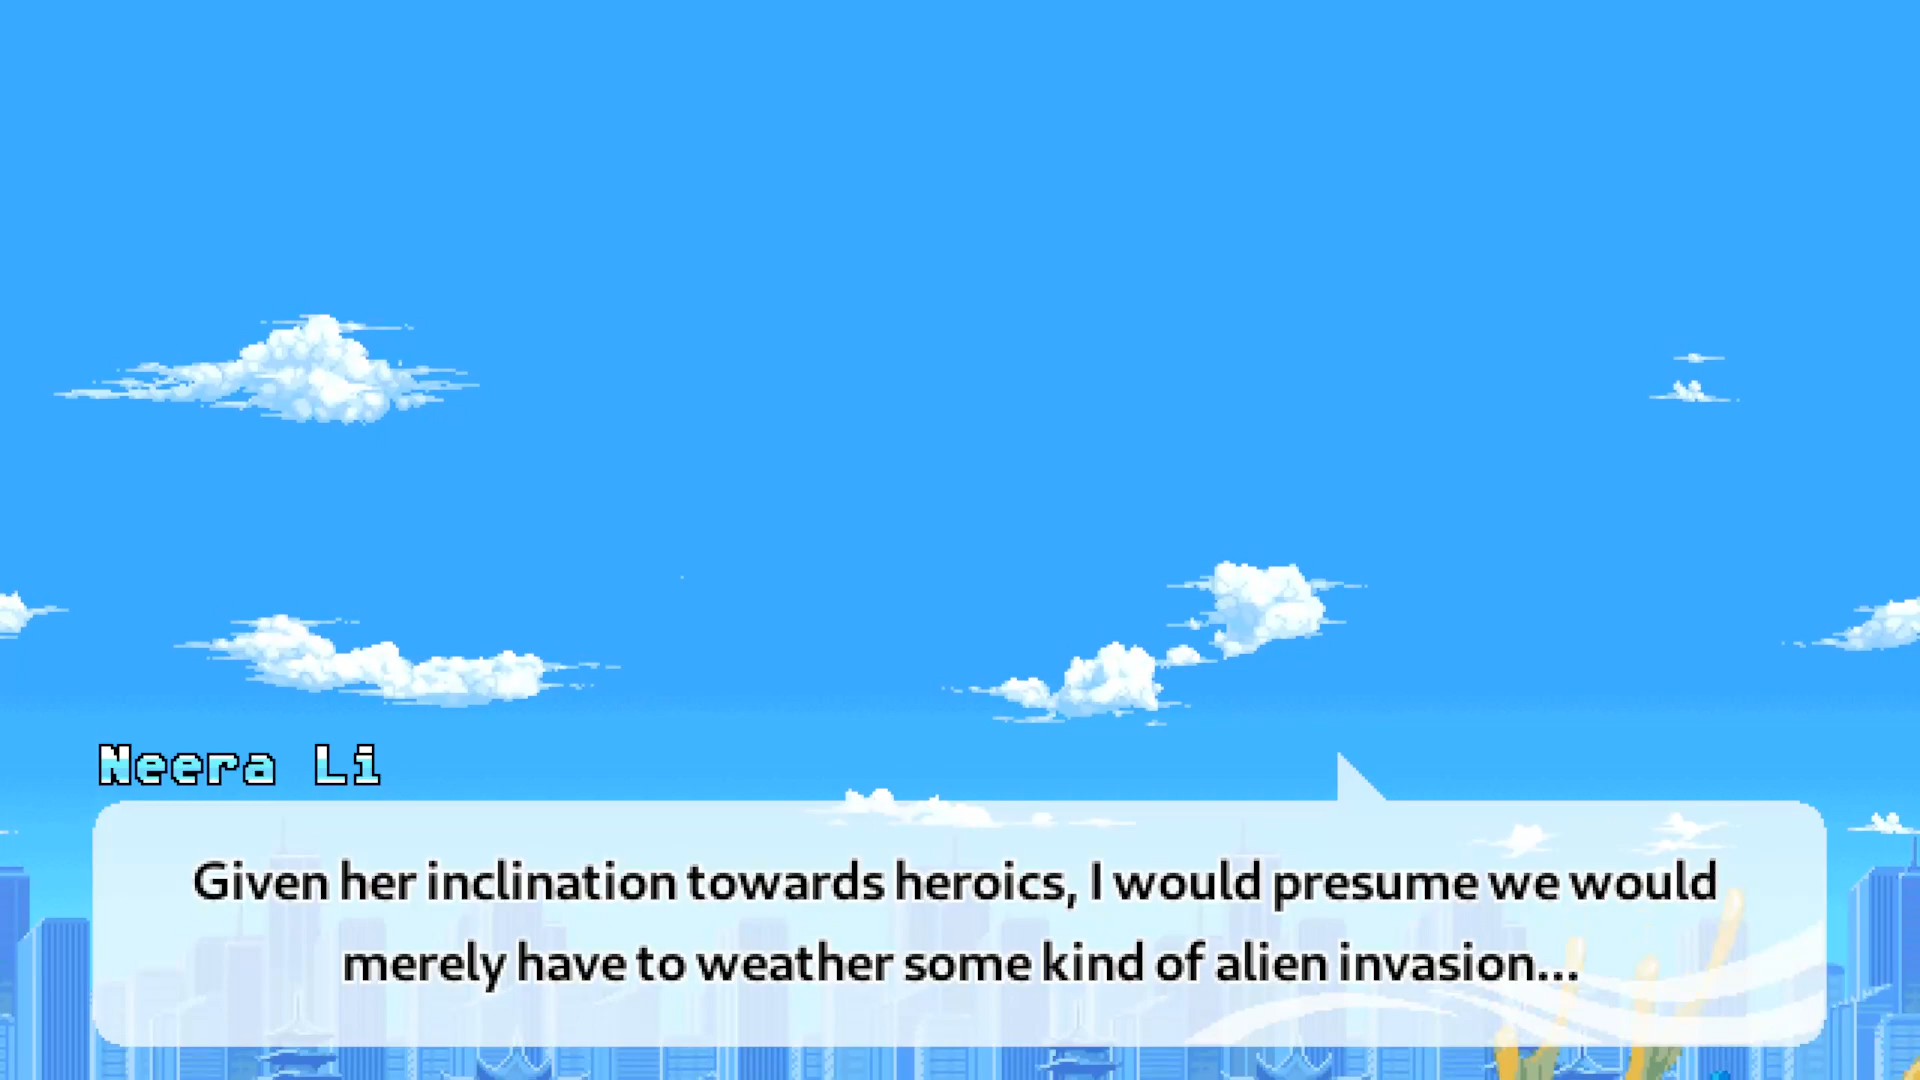 Neera Li
Given her inclination towards heroics, I would presume we would
merely have to weather some kind of alien invasion...